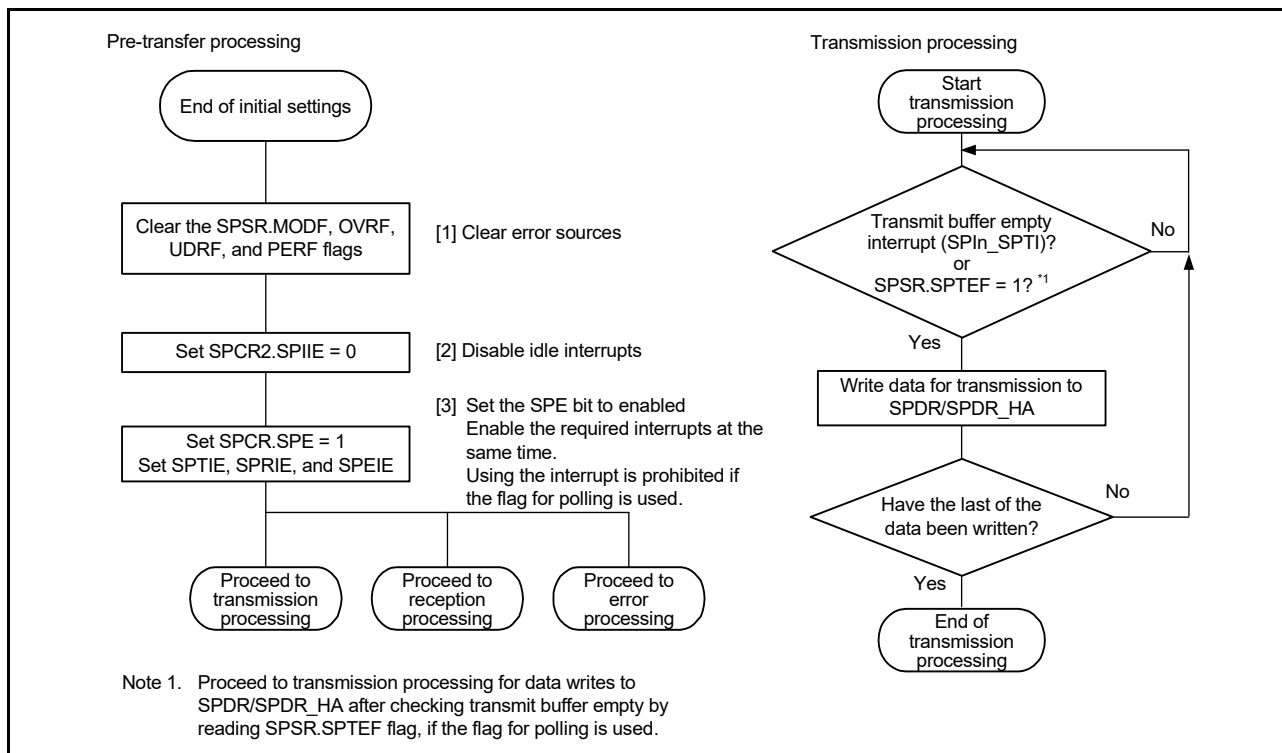 Pre-transfer processing
End of initial settings
Clear the SPSR.MODF, OVRF,
UDRF, and PERF flags
[1] Clear error sources
Set SPCR2.SPIIE = 0
[2] Disable idle interrupts
Set SPCR.SPE = 1
Set SPTIE, SPRIE, and SPEIE
[3] Set the SPE bit to enabled
Enable the required interrupts at the
same time.
Using the interrupt is prohibited if
the flag for polling is used.
Proceed to
transmission
processing
Proceed to
reception
processing
Proceed to
error
processing
Transmission processing
Start
transmission
processing
Transmit buffer empty
interrupt (SPIn_SPTI)?
or
SPSR.SPTEF = 1? *1
No
Yes
Write data for transmission to
SPDR/SPDR_HA
Have the last of the
data been written?
No
Yes
End of
transmission
processing
Note 1. Proceed to transmission processing for data writes to
SPDR/SPDR_HA after checking transmit buffer empty by
reading SPSR.SPTEF flag, if the flag for polling is used.